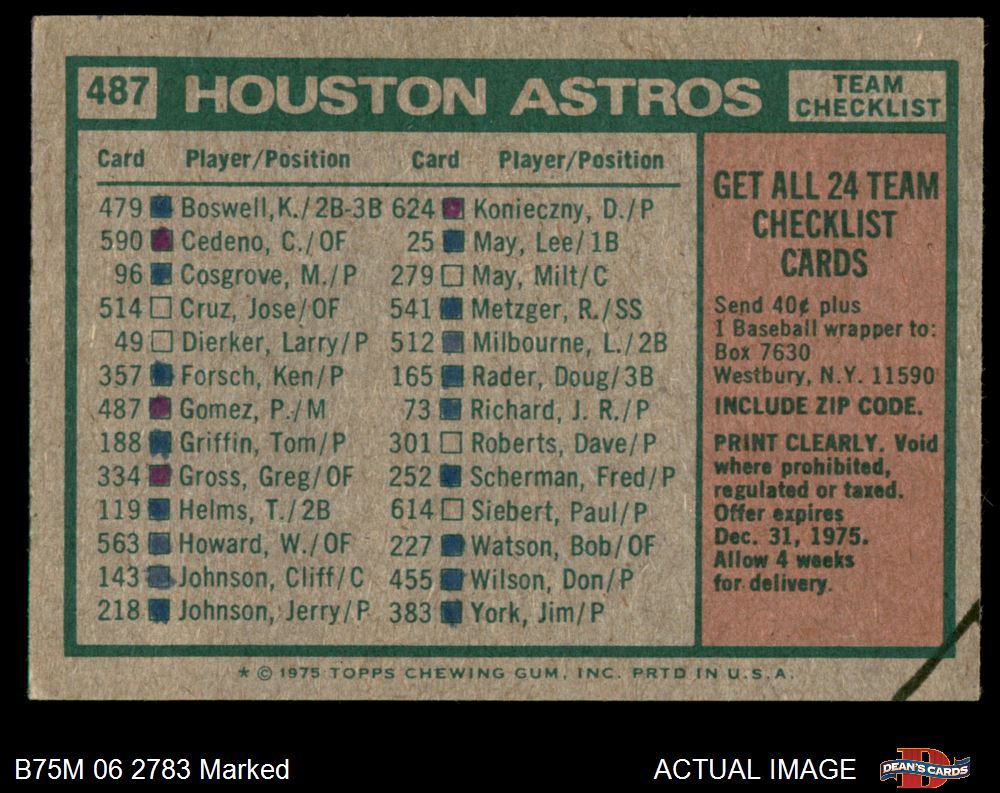 487 HOUSTON ASTROS TEAM CHECKLIST
Card Player/Position Card Player/Position
479 Boswell,K./2B-3B 624 Konieczny, D./P
590 Cedeno, C./OF 25 May, Lee/1B
96 Cosgrove, M./P 279 May, Milt/C
514 Cruz, Jose/OF 541 Metzger, R./SS
49 Dierker, Larry/P 512 Milbourne, L./2B
357 Forsch, Ken/P 165 Rader, Doug/3B
487 Gomez, P./M 73 Richard, J. R./P
188 Griffin, Tom/P 301 Roberts, Dave/P
334 Gross, Greg/OF 252 Scherman, Fred/P
119 Helms, T./2B 614 Siebert, Paul/P
563 Howard, W./OF 227 Watson, Bob/OF
143 Johnson, Cliff/C 455 Wilson, Don/P
218 Johnson, Jerry/P 383 York, Jim/P
GET ALL 24 TEAM
CHECKLIST
CARDS
Send 40¢ plus
1 Baseball wrapper to:
Box 7630
Westbury, N.Y. 11590
INCLUDE ZIP CODE.
PRINT CLEARLY. Void
where prohibited,
regulated or taxed.
Offer expires
Dec. 31, 1975.
Allow 4 weeks
for delivery.
* © 1975 TOPPS CHEWING GUM, INC. PRTD IN U.S.A.
B75M 06 2783 Marked
ACTUAL IMAGE
D
DEAN'S CARDS